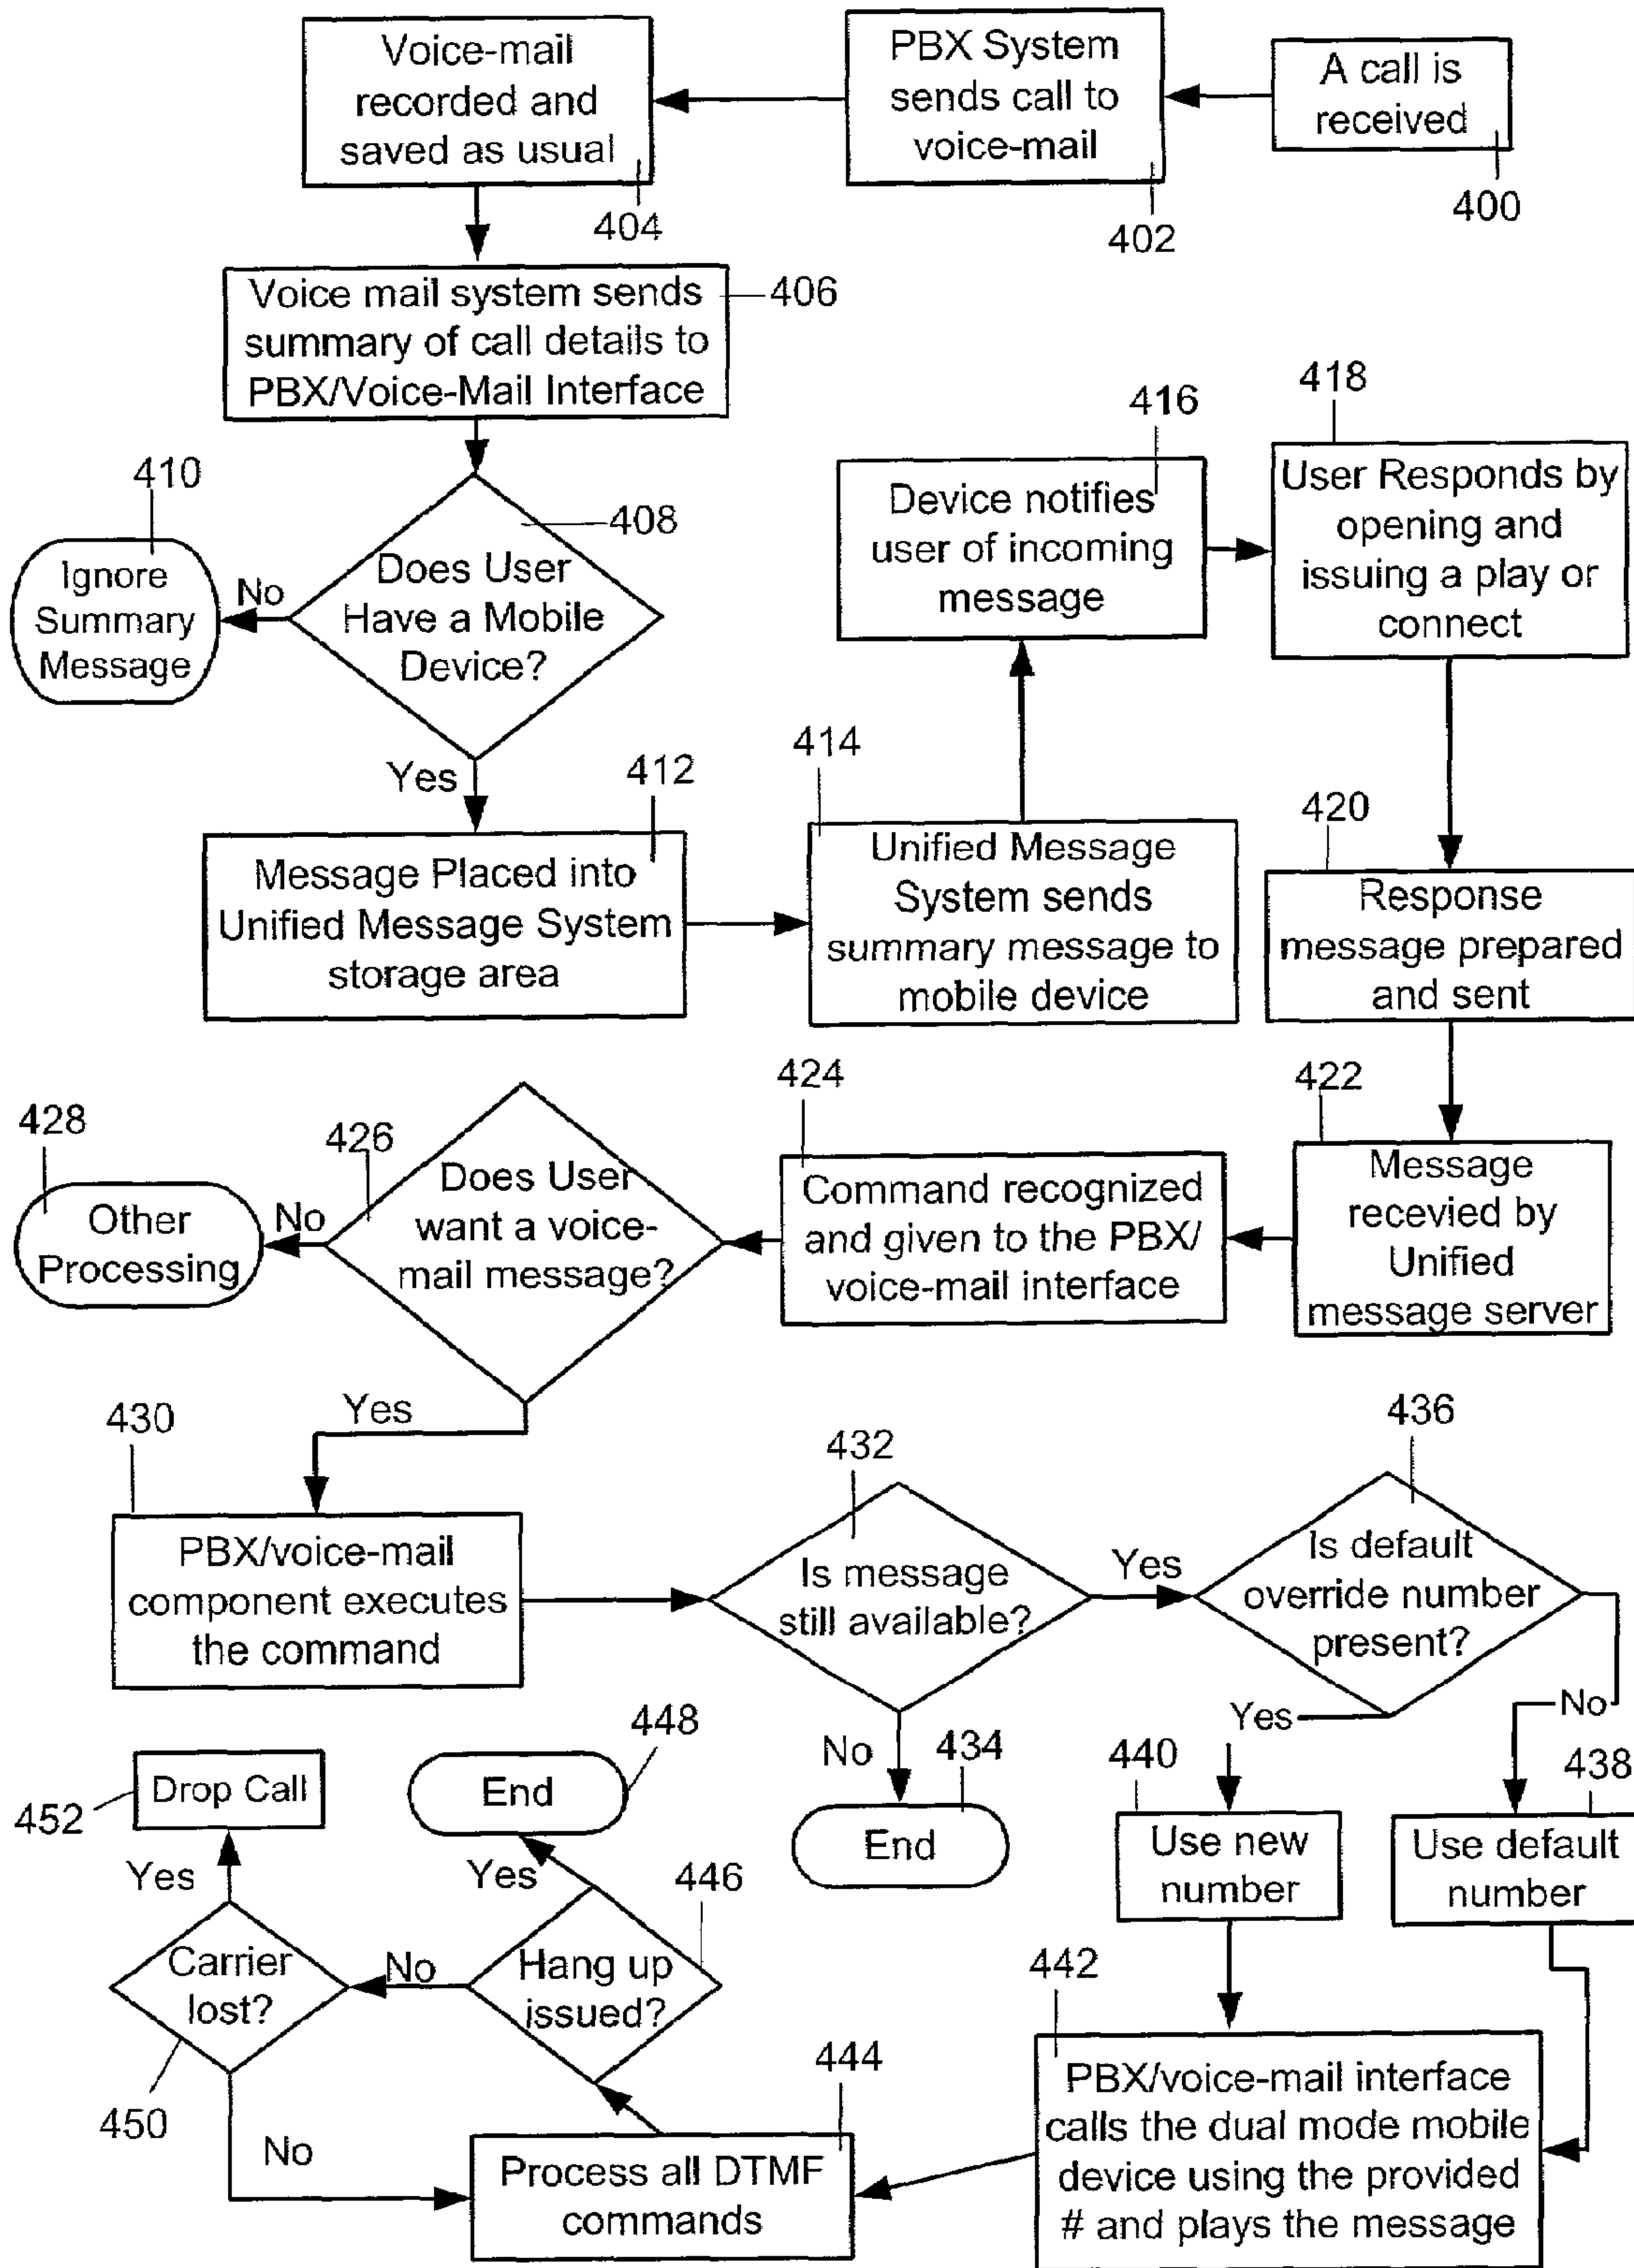 A call is
received
400
PBX System
sends call to
voice-mail
402
Voice-mail
recorded and
saved as usual
404
Voice mail system sends
summary of call details to
PBX/Voice-Mail Interface
406
408
Does User
Have a Mobile
Device?
No
410
Ignore
Summary
Message
Yes
412
Message Placed into
Unified Message System
storage area
414
Unified Message
System sends
summary message to
mobile device
416
Device notifies
user of incoming
message
418
User Responds by
opening and
issuing a play or
connect
420
Response
message prepared
and sent
422
Message
recevied by
Unified
message server
424
Command recognized
and given to the PBX/
voice-mail interface
426
Does User
want a voice-
mail message?
No
428
Other
Processing
Yes
430
PBX/voice-mail
component executes
the command
432
Is message
still available?
No
434
End
Yes
436
Is default
override number
present?
No
438
Use default
number
Yes
440
Use new
number
442
PBX/voice-mail interface
calls the dual mode mobile
device using the provided
# and plays the message
444
Process all DTMF
commands
446
Hang up
issued?
Yes
448
End
No
450
Carrier
lost?
Yes
452
Drop Call
No